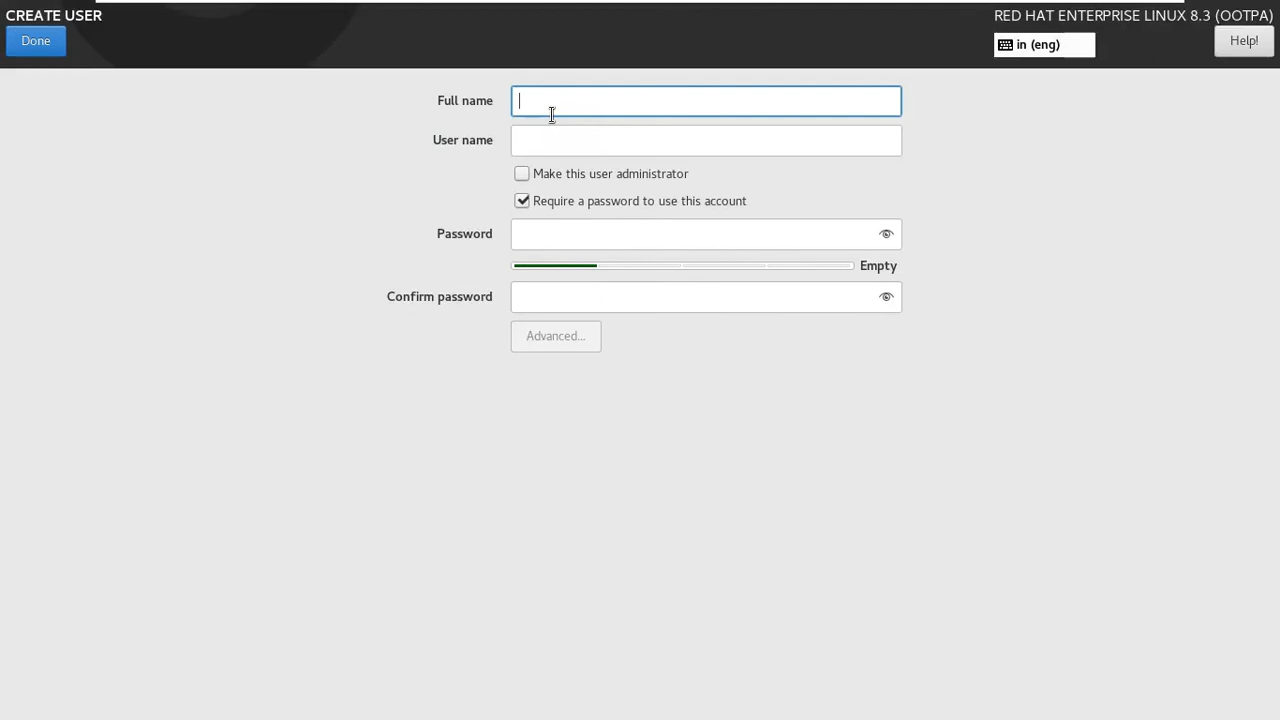 CREATE USER
RED HAT ENTERPRISE LINUX 8.3 (OOTPA)
Done
in (eng)
Help!
Full name
User name
Make this user administrator
Require a password to use this account
Password
Empty
Confirm password
Advanced...